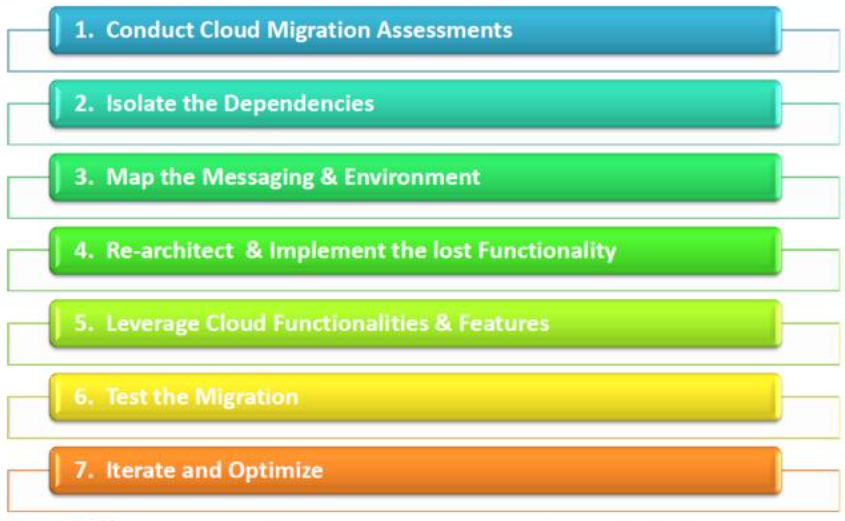 1. Conduct Cloud Migration Assessments
2. Isolate the Dependencies
3. Map the Messaging & Environment
4. Re-architect & Implement the lost Functionality
5. Leverage Cloud Functionalities & Features
6. Test the Migration
7. Iterate and Optimize